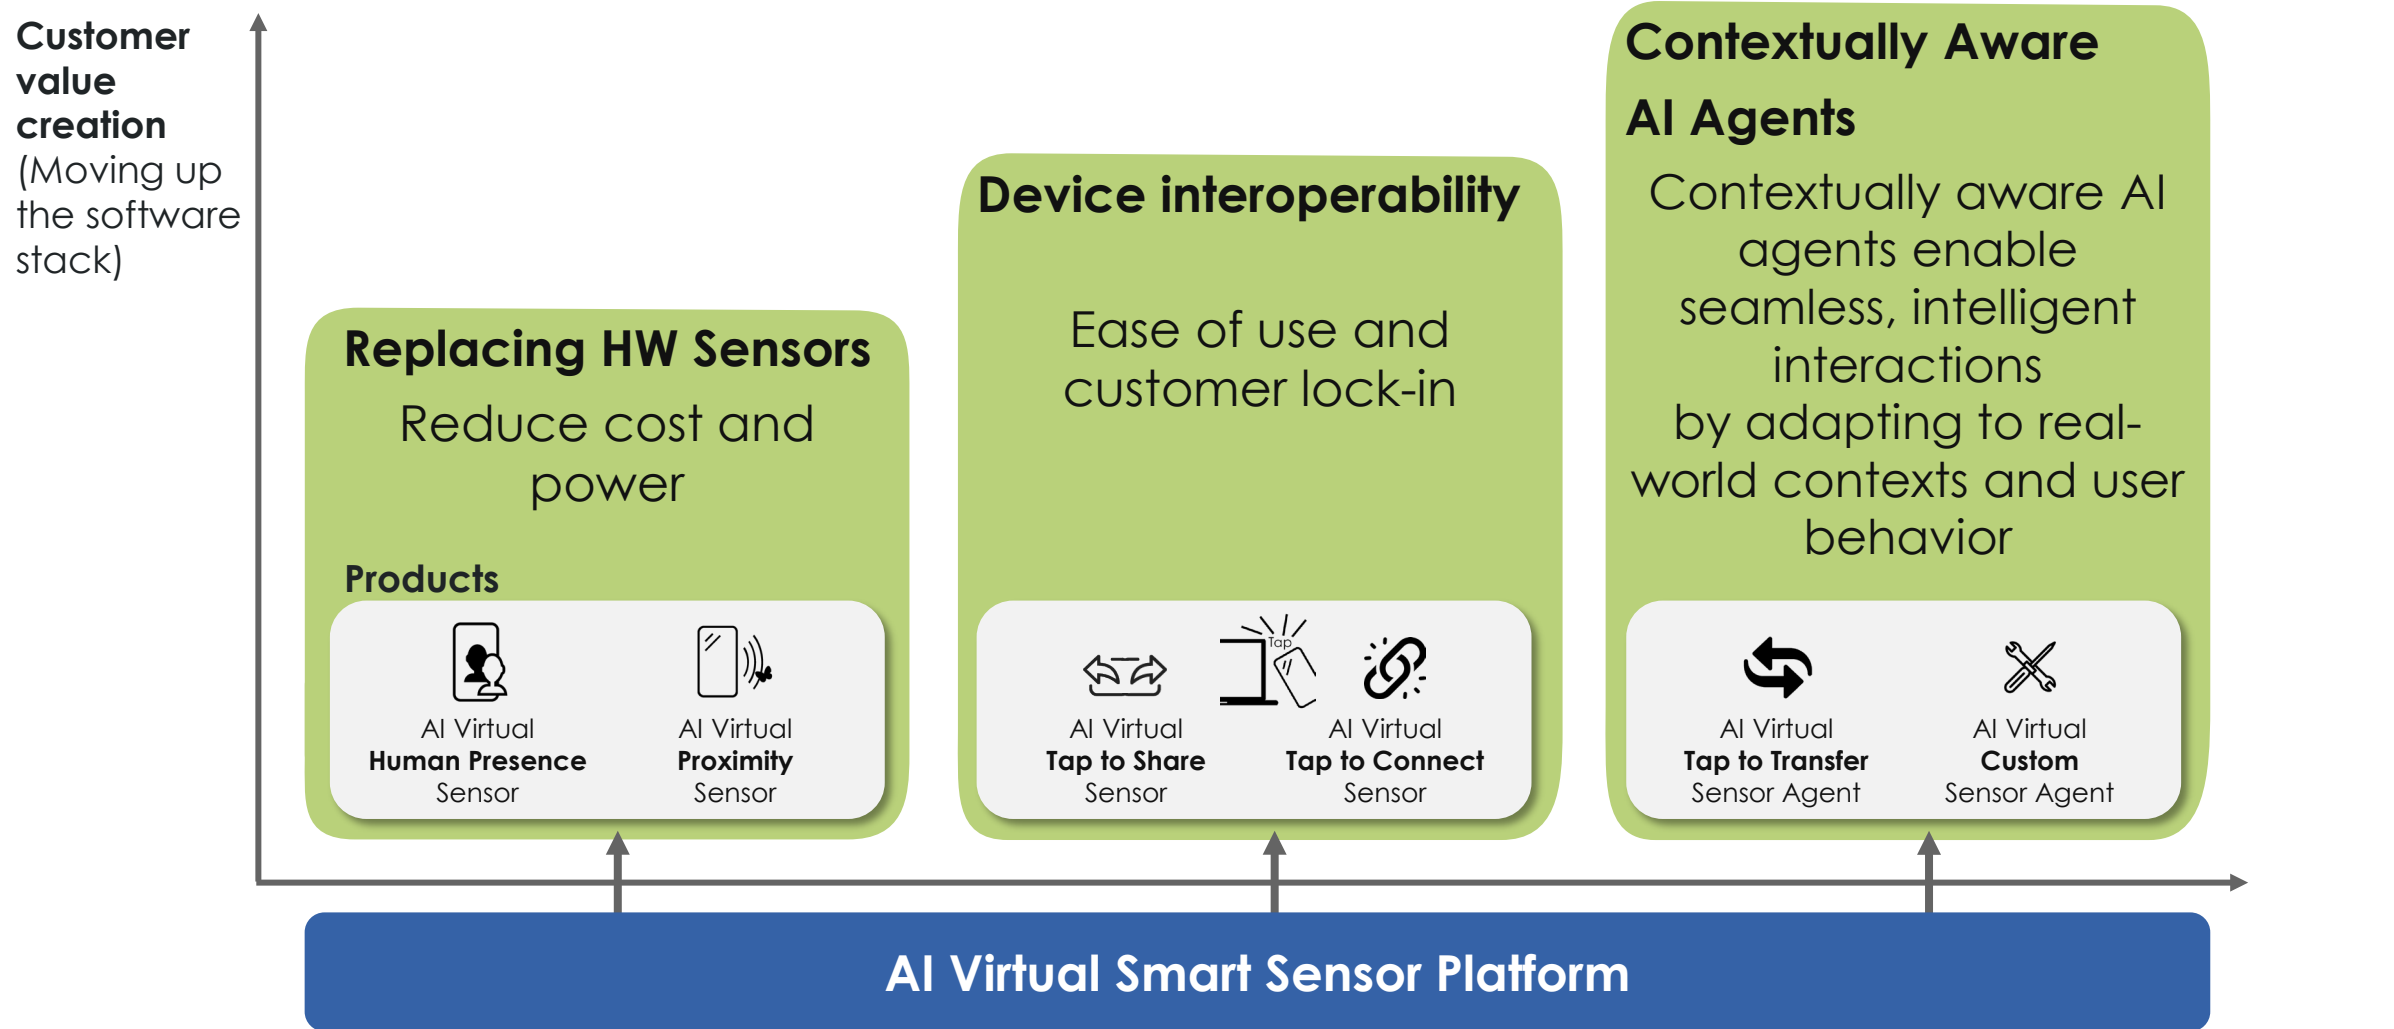 Customer
value
creation
(Moving up
the software
stack)
Replacing HW Sensors
Reduce cost and
power
Products
AI Virtual
Human Presence
Sensor
AI Virtual
Proximity
Sensor
Device interoperability
Ease of use and
customer lock-in
Tap
AI Virtual
Tap to Share
Sensor
AI Virtual
Tap to Connect
Sensor
Contextually Aware
AI Agents
Contextually aware AI
agents enable
seamless, intelligent
interactions
by adapting to real-
world contexts and user
behavior
AI Virtual
Tap to Transfer
Sensor Agent
AI Virtual
Custom
Sensor Agent
AI Virtual Smart Sensor Platform